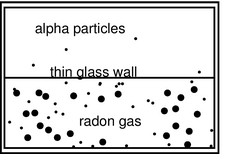 alpha particles
thin glass wall
radon gas